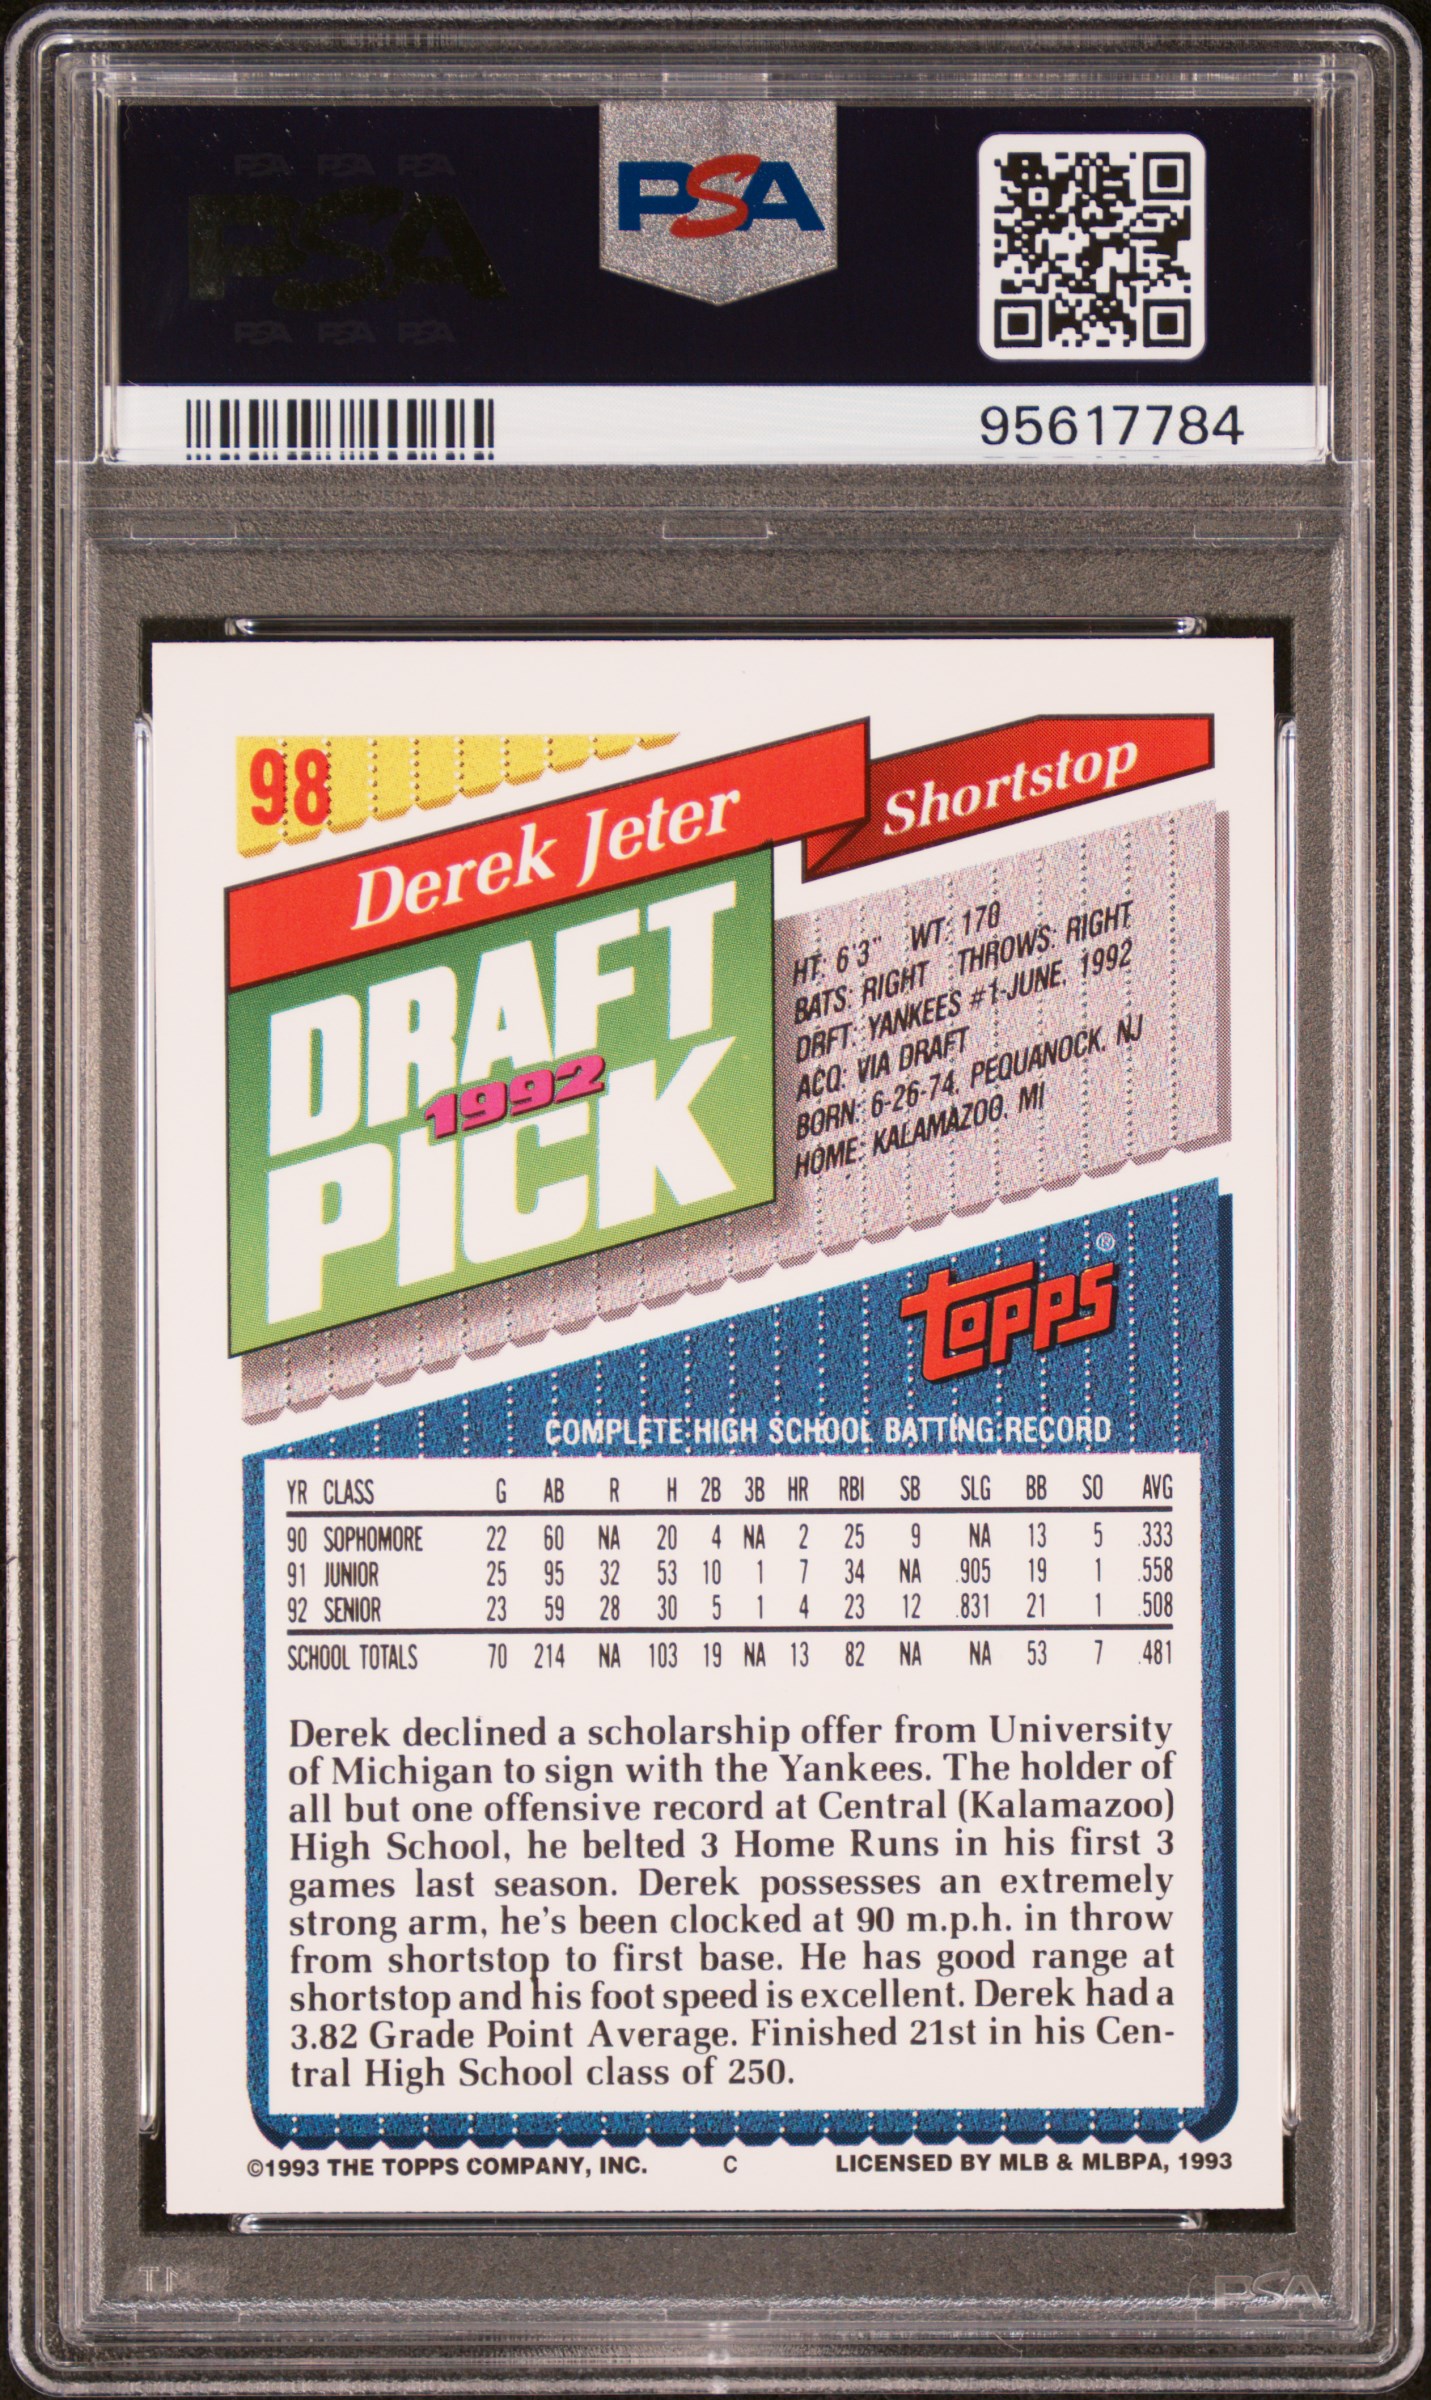 PSA PSA PSA
PSA
PSA PSA PSA
PSA
95617784
98
Derek Jeter
Shortstop
DRAFT
1992
PICK
HT: 6'3" WT: 170
BATS: RIGHT THROWS: RIGHT
DRFT: YANKEES #1-JUNE, 1992
ACQ: VIA DRAFT
BORN: 6-26-74, PEQUANOCK, NJ
HOME: KALAMAZOO, MI
topps®
COMPLETE HIGH SCHOOL BATTING RECORD
YR CLASS G AB R H 2B 3B HR RBI SB SLG BB SO AVG
90 SOPHOMORE 22 60 NA 20 4 NA 2 25 9 NA 13 5 .333
91 JUNIOR 25 95 32 53 10 1 7 34 NA .905 19 1 .558
92 SENIOR 23 59 28 30 5 1 4 23 12 .831 21 1 .508
SCHOOL TOTALS 70 214 NA 103 19 NA 13 82 NA NA 53 7 .481
Derek declined a scholarship offer from University
of Michigan to sign with the Yankees. The holder of
all but one offensive record at Central (Kalamazoo)
High School, he belted 3 Home Runs in his first 3
games last season. Derek possesses an extremely
strong arm, he's been clocked at 90 m.p.h. in throw
from shortstop to first base. He has good range at
shortstop and his foot speed is excellent. Derek had a
3.82 Grade Point Average. Finished 21st in his Cen-
tral High School class of 250.
©1993 THE TOPPS COMPANY, INC. C LICENSED BY MLB & MLBPA, 1993
PSA